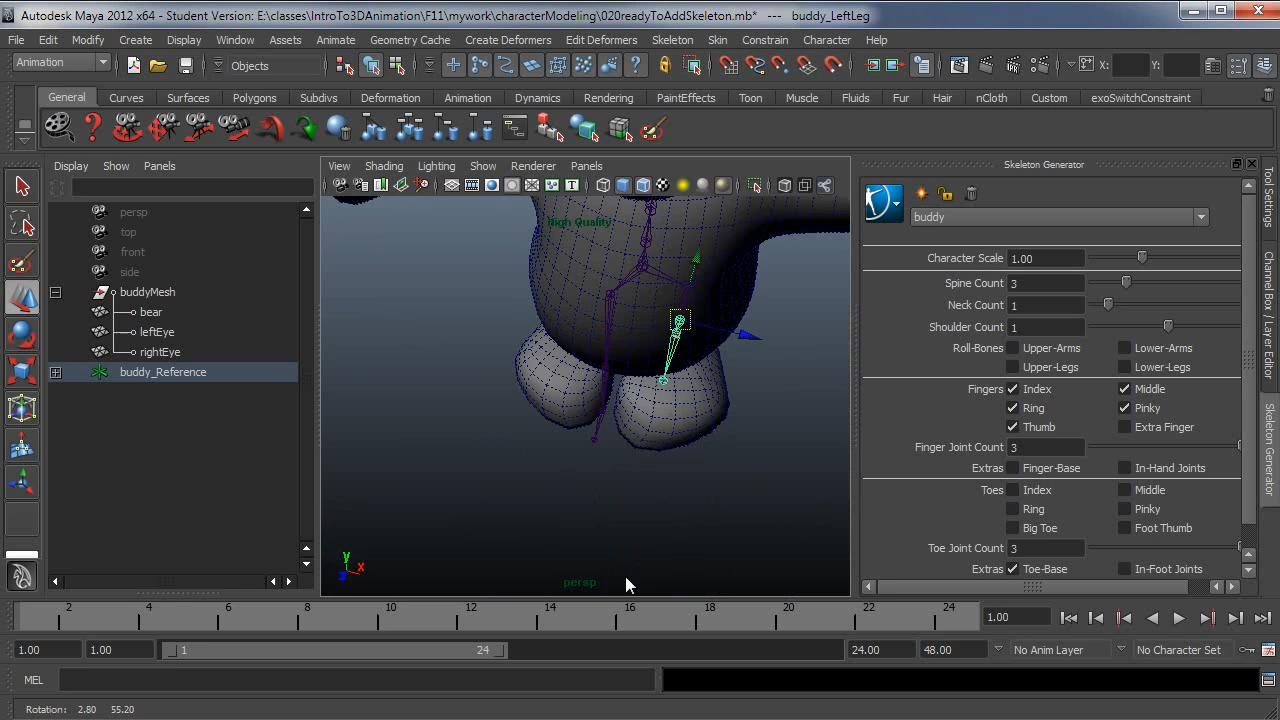 Autodesk Maya 2012 x64 - Student Version: E:\classes\IntroTo3DAnimation\F11\mywork\characterModeling\020readyToAddSkeleton.mb* --- buddy_LeftLeg
File Edit Modify Create Display Window Assets Animate Geometry Cache Create Deformers Edit Deformers Skeleton Skin Constrain Character Help
Animation Objects X: Y:
General Curves Surfaces Polygons Subdivs Deformation Animation Dynamics Rendering PaintEffects Toon Muscle Fluids Fur Hair nCloth Custom exoSwitchConstraint
Display Show Panels
View Shading Lighting Show Renderer Panels
Skeleton Generator
persp
top
front
side
buddyMesh
bear
leftEye
rightEye
buddy_Reference
High Quality
persp
y
x
z
buddy
Character Scale 1.00
Spine Count 3
Neck Count 1
Shoulder Count 1
Roll-Bones Upper-Arms Lower-Arms
Upper-Legs Lower-Legs
Fingers Index Middle
Ring Pinky
Thumb Extra Finger
Finger Joint Count 3
Extras Finger-Base In-Hand Joints
Toes Index Middle
Ring Pinky
Big Toe Foot Thumb
Toe Joint Count 3
Extras Toe-Base In-Foot Joints
Tool Settings
Channel Box / Layer Editor
Skeleton Generator
2 4 6 8 10 12 14 16 18 20 22 24 1.00
1.00 1.00 1 24 24.00 48.00 No Anim Layer No Character Set
MEL
Rotation: 2.80 55.20